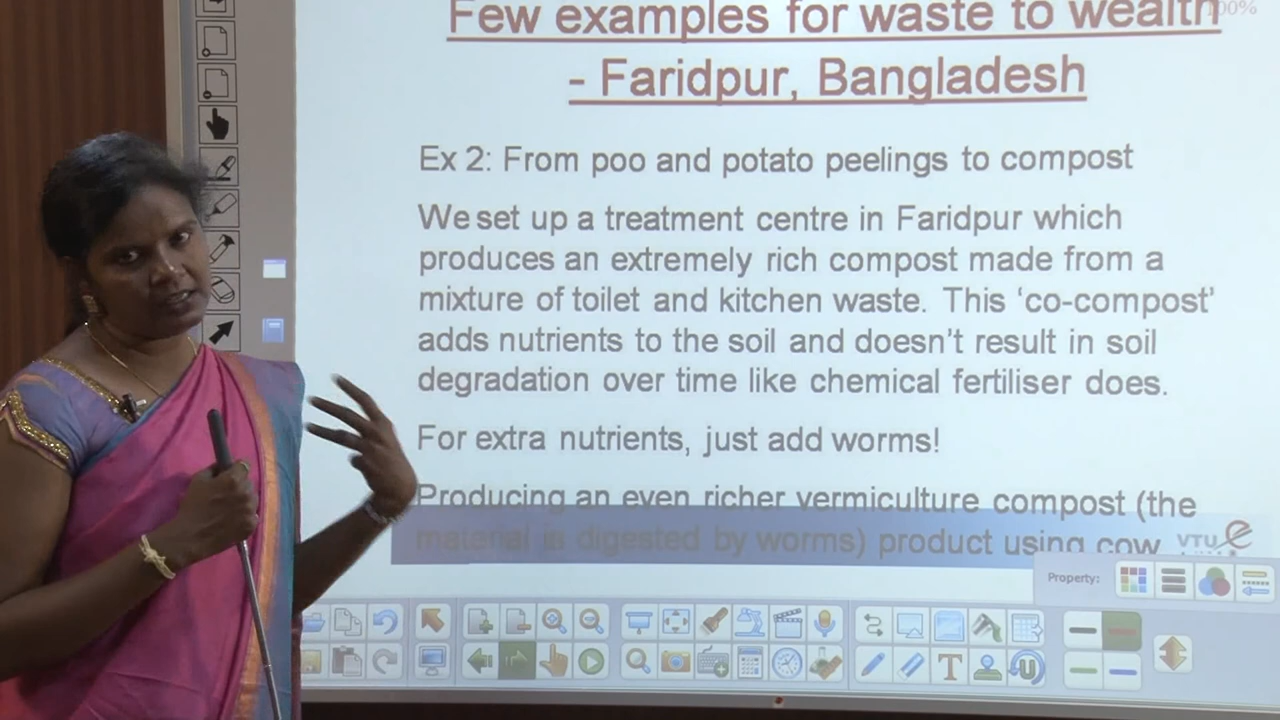 Few examples for waste to wealth
100%
- Faridpur, Bangladesh
Ex 2: From poo and potato peelings to compost
We set up a treatment centre in Faridpur which
produces an extremely rich compost made from a
mixture of toilet and kitchen waste. This ‘co-compost’
adds nutrients to the soil and doesn’t result in soil
degradation over time like chemical fertiliser does.
For extra nutrients, just add worms!
Producing an even richer vermiculture compost (the
material is digested by worms) product using cow
VTU e
Property:
T